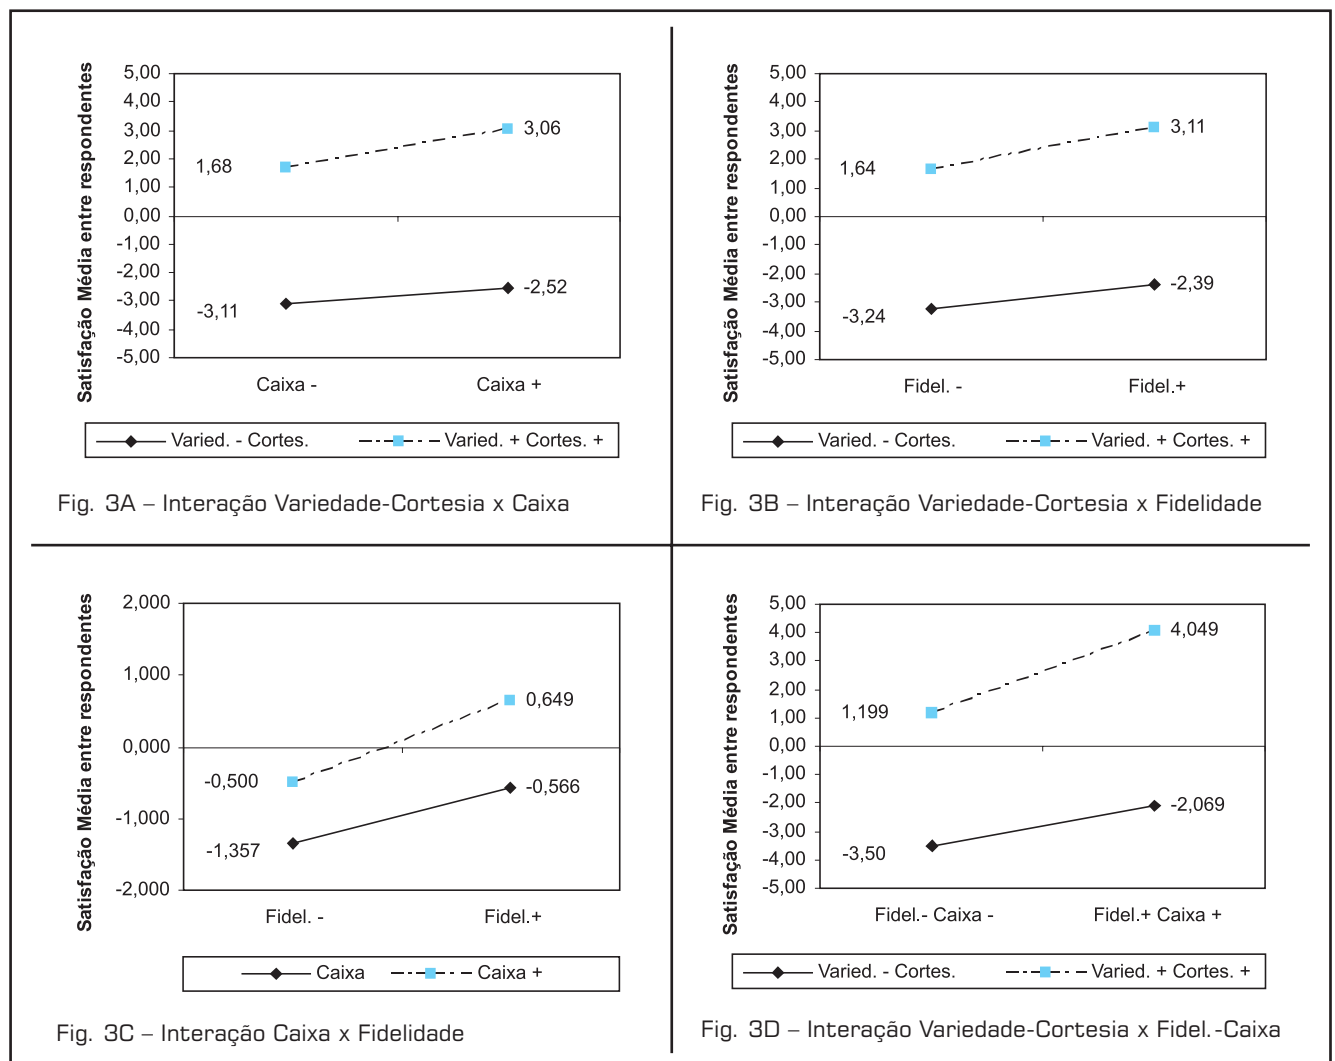 Satisfação Média entre respondentes
5,00
4,00
3,00
2,00
1,00
0,00
-1,00
-2,00
-3,00
-4,00
-5,00
1,68
3,06
-3,11
-2,52
Caixa -
Caixa +
Varied. - Cortes.
Varied. + Cortes. +
Fig. 3A – Interação Variedade-Cortesia x Caixa
Satisfação Média entre respondentes
5,00
4,00
3,00
2,00
1,00
0,00
-1,00
-2,00
-3,00
-4,00
-5,00
1,64
3,11
-3,24
-2,39
Fidel. -
Fidel.+
Varied. - Cortes.
Varied. + Cortes. +
Fig. 3B – Interação Variedade-Cortesia x Fidelidade
Satisfação Média entre respondentes
2,000
1,000
0,000
-1,000
-2,000
-0,500
0,649
-1,357
-0,566
Fidel. -
Fidel.+
Caixa
Caixa +
Fig. 3C – Interação Caixa x Fidelidade
Satisfação Média entre respondentes
5,00
4,00
3,00
2,00
1,00
0,00
-1,00
-2,00
-3,00
-4,00
-5,00
1,199
4,049
-3,50
-2,069
Fidel.- Caixa -
Fidel.+ Caixa +
Varied. - Cortes.
Varied. + Cortes. +
Fig. 3D – Interação Variedade-Cortesia x Fidel.-Caixa